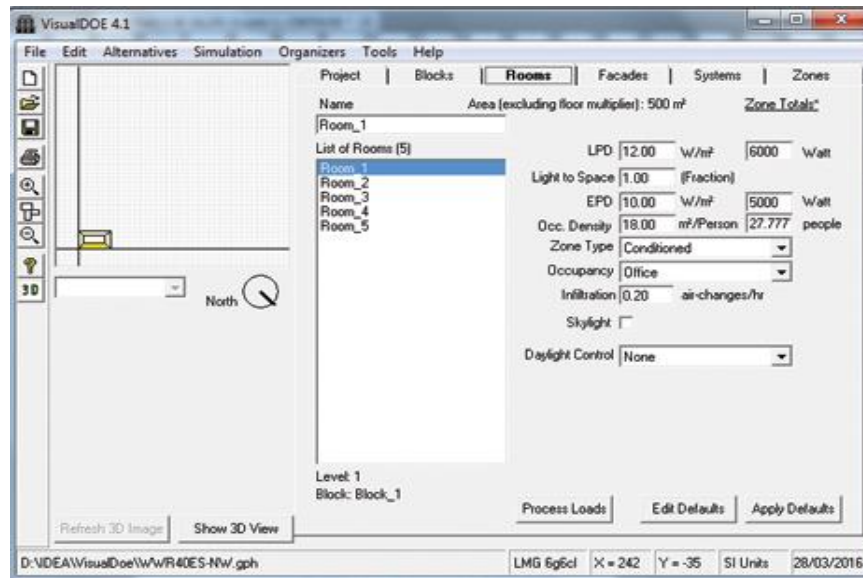 VisualDOE 4.1
File Edit Alternatives Simulation Organizers Tools Help
Project | Blocks | Rooms | Facades | Systems | Zones
Name Area (excluding floor multiplier): 500 m² Zone Totals*
Room_1
List of Rooms (5)
Room_1
Room_2
Room_3
Room_4
Room_5
LPD 12.00 W/m² 6000 Watt
Light to Space 1.00 (Fraction)
EPD 10.00 W/m² 5000 Watt
Occ. Density 18.00 m²/Person 27.777 people
Zone Type Conditioned
Occupancy Office
Infiltration 0.20 air-changes/hr
Skylight
Daylight Control None
3D
North
Level: 1
Block: Block_1
Process Loads Edit Defaults Apply Defaults
Refresh 3D Image Show 3D View
D:\IDEA\VisualDoe\WWR40ES-NW.gph LMG 6g6cl X = 242 Y = -35 SI Units 28/03/2016